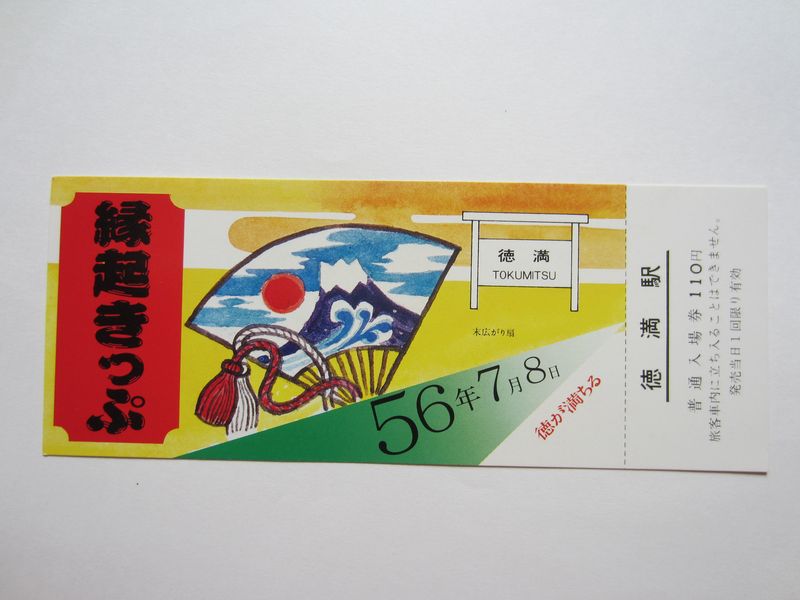 縁起きっぷ
徳満
TOKUMITSU
末広がり扇
56年7月8日
徳が満ちる
徳満駅
普通入場券 110円
旅客車内に立ち入ることはできません。
発売当日1回限り有効